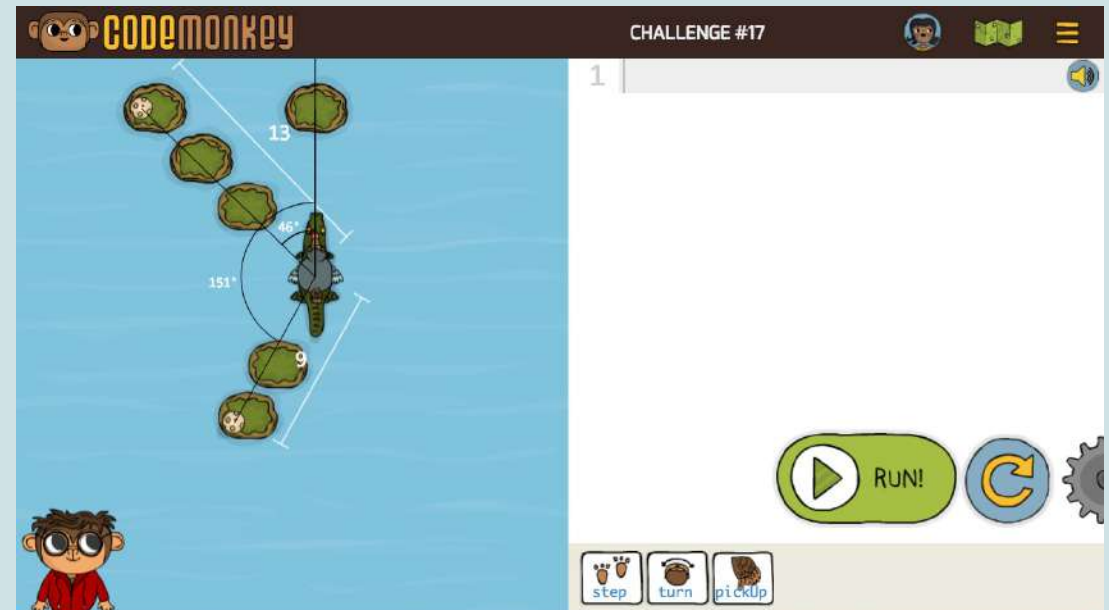 CODEMONKEY
CHALLENGE #17
1
13
46°
151°
9
RUN!
step
turn
pickUp